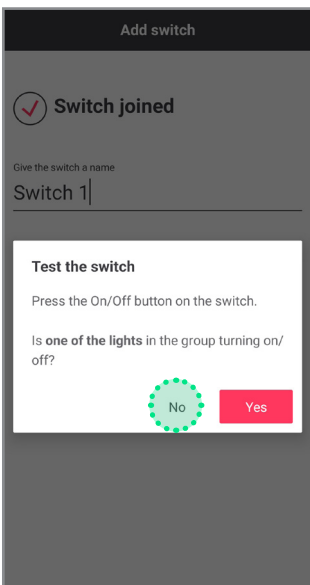 Add switch
Switch joined
Give the switch a name
Switch 1
Test the switch
Press the On/Off button on the switch.
Is one of the lights in the group turning on/
off?
No Yes